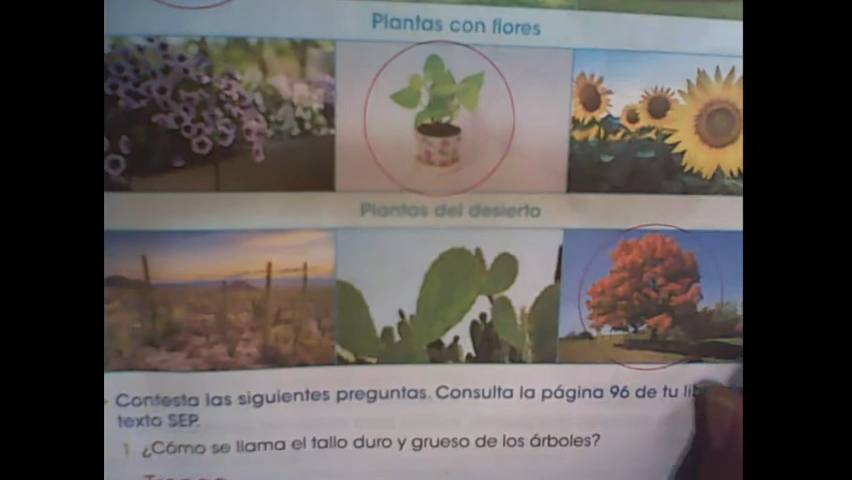 Plantas con flores
Plantas del desierto
Contesta las siguientes preguntas. Consulta la página 96 de tu
texto SEP.
1 ¿Cómo se llama el tallo duro y grueso de los árboles?